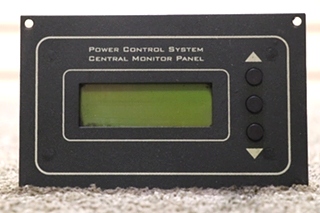 Power Control System
Central Monitor Panel